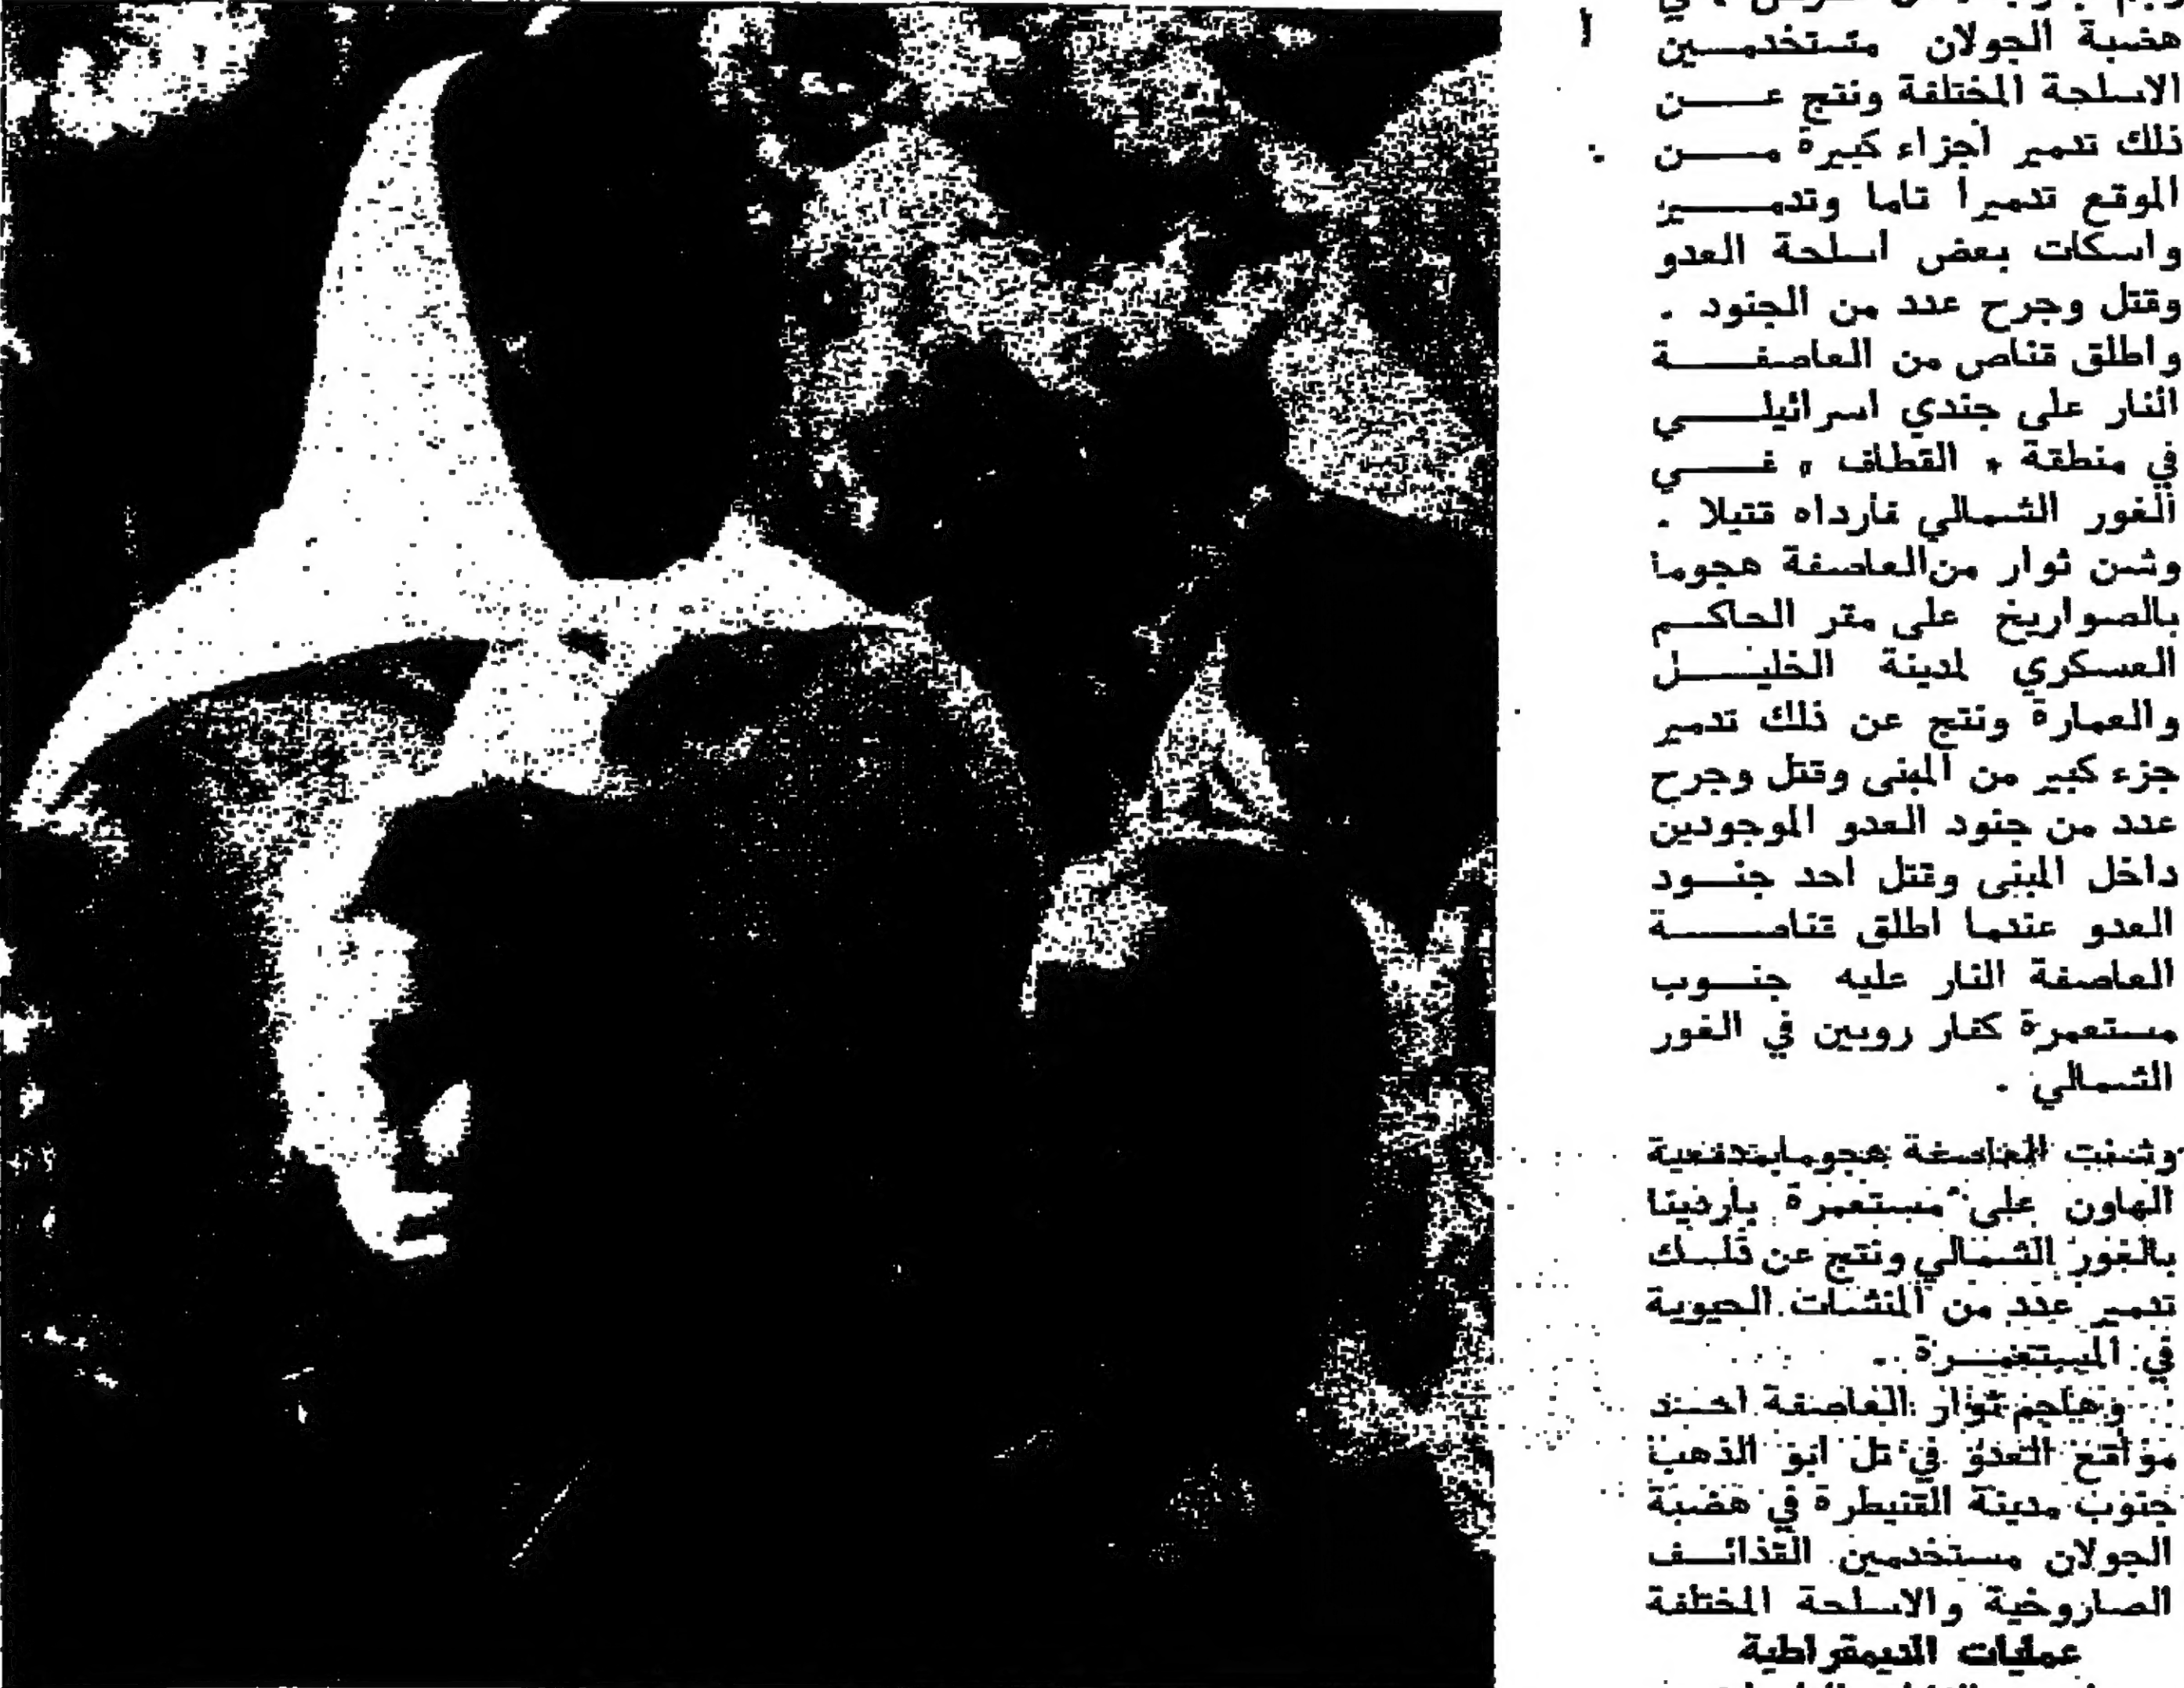 هضبة الجولان مستخدمين
الاسلحة المختلفة ونتج عن
ذلك تدمير اجزاء كبيرة من
الموقع تدميرا تاما وتدمير
واسكات بعض اسلحة العدو
وقتل وجرح عدد من الجنود .
واطلق قناص من العاصفة
النار على جندي اسرائيلي
في منطقة « القطاف » في
الغور الشمالي فارداه قتيلا .
وشن ثوار من العاصفة هجوما
بالصواريخ على مقر الحاكم
العسكري لمدينة الخليل
والعمارة ونتج عن ذلك تدمير
جزء كبير من المبنى وقتل وجرح
عدد من جنود العدو الموجودين
داخل المبنى وقتل احد جنود
العدو عندما اطلق قناصة
العاصفة النار عليه جنوب
مستعمرة كفار روبين في الغور
الشمالي .
وشنت العاصفة هجوما بمدفعية
الهاون على مستعمرة ياردينا
بالغور الشمالي ونتج عن ذلك
تدمير عدد من المنشات الحيوية
في المستعمرة .
وهاجم ثوار العاصفة احد
مواقع العدو في تل ابو الذهب
جنوب مدينة القنيطرة في هضبة
الجولان مستخدمين القذائف
الصاروخية والاسلحة المختلفة
عمليات الديمقراطية